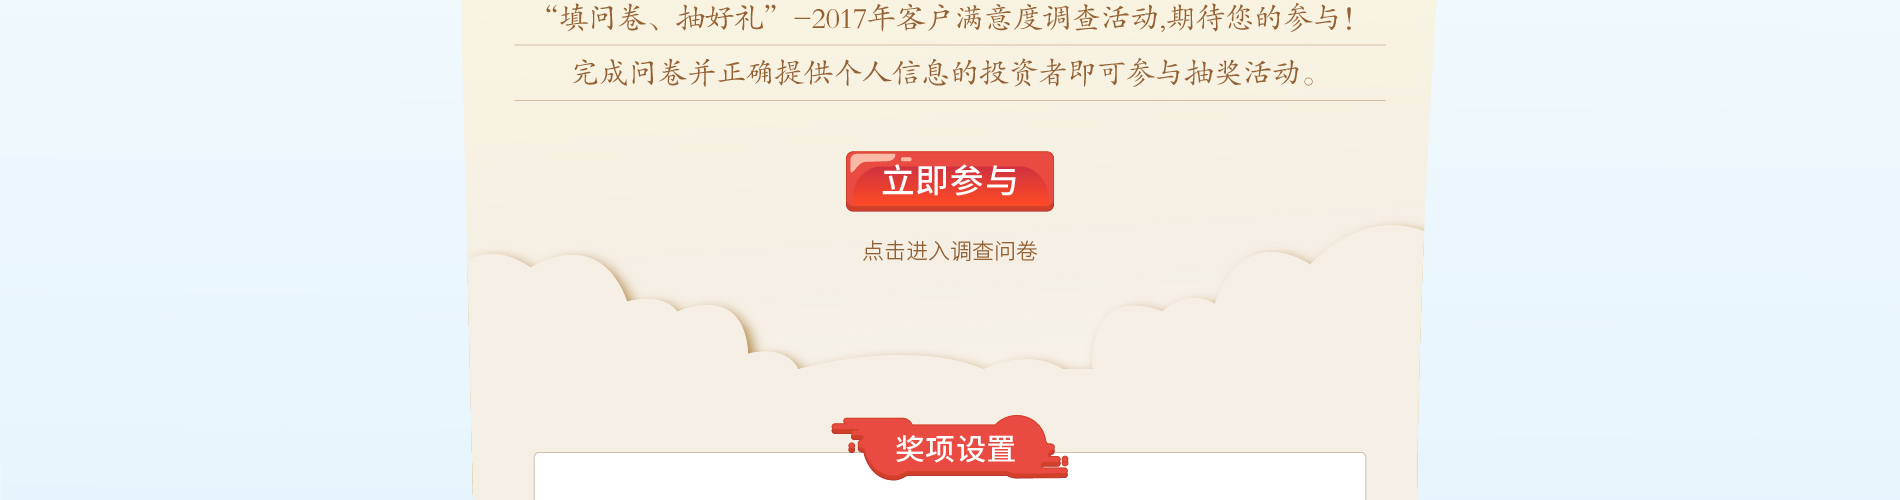 “填问卷、抽好礼”-2017年客户满意度调查活动,期待您的参与!
完成问卷并正确提供个人信息的投资者即可参与抽奖活动。
立即参与
点击进入调查问卷
奖项设置